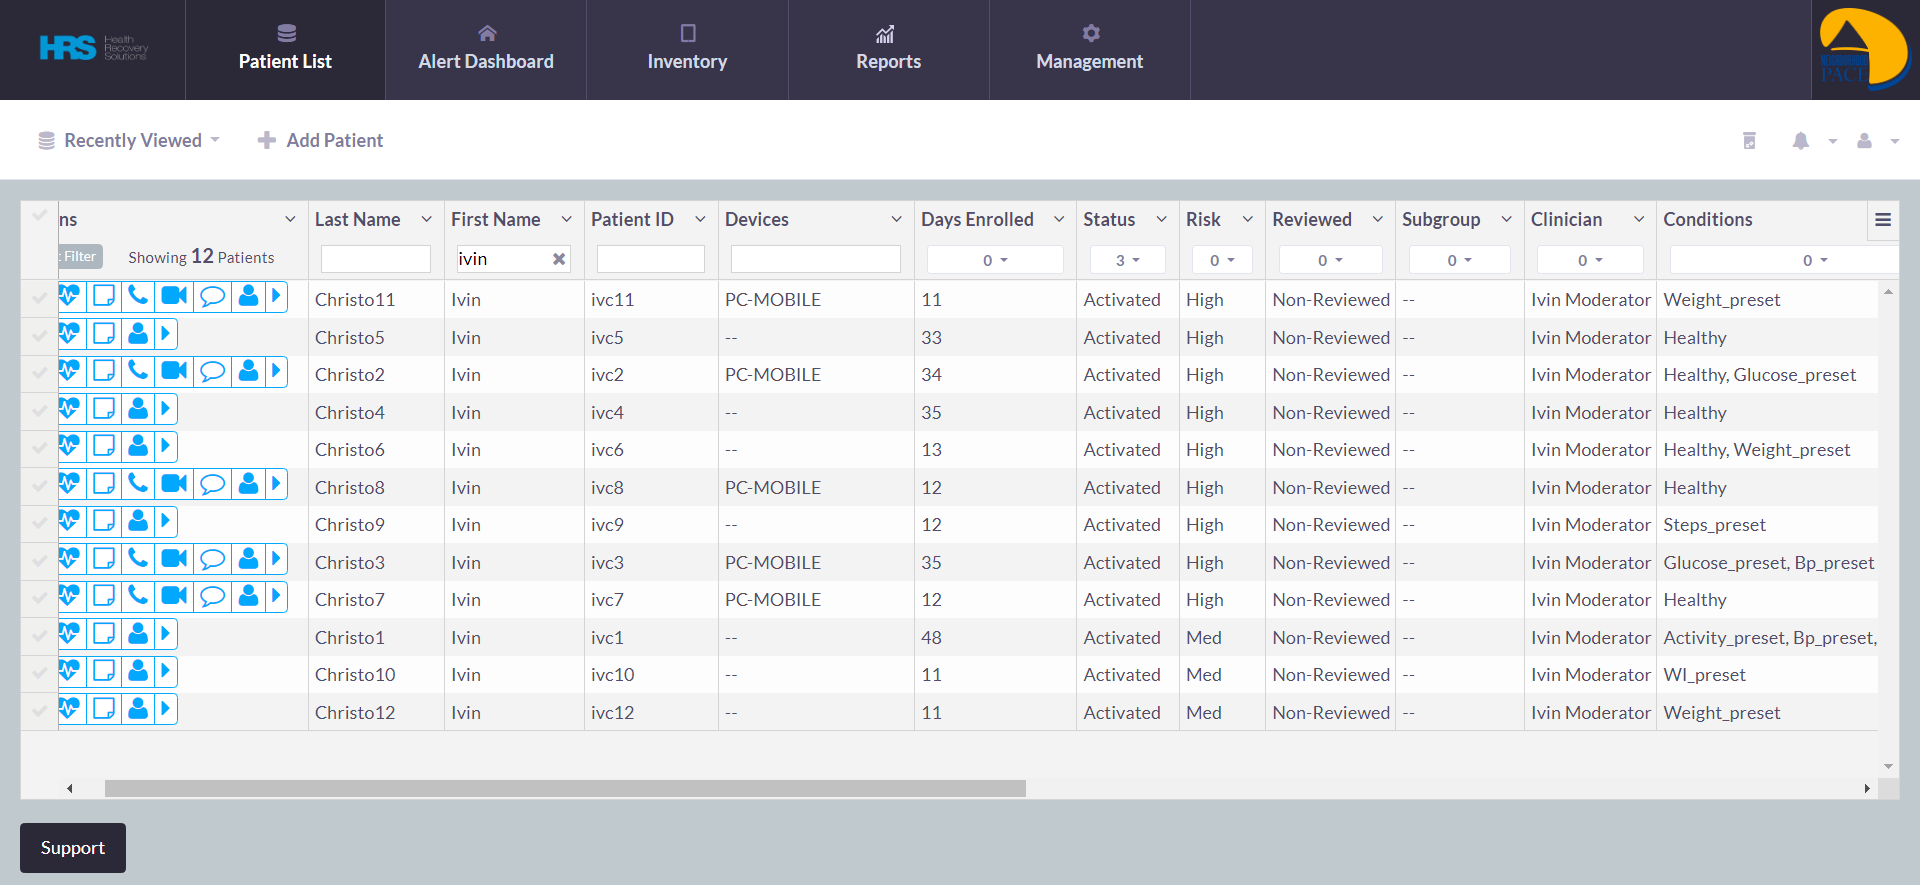 HRS Health Recovery Solutions
Patient List
Alert Dashboard
Inventory
Reports
Management
PACE
Recently Viewed
Add Patient
ns Last Name First Name Patient ID Devices Days Enrolled Status Risk Reviewed Subgroup Clinician Conditions
Filter Showing 12 Patients ivin 0 3 0 0 0 0 0
Christo11 Ivin ivc11 PC-MOBILE 11 Activated High Non-Reviewed -- Ivin Moderator Weight_preset
Christo5 Ivin ivc5 -- 33 Activated High Non-Reviewed -- Ivin Moderator Healthy
Christo2 Ivin ivc2 PC-MOBILE 34 Activated High Non-Reviewed -- Ivin Moderator Healthy, Glucose_preset
Christo4 Ivin ivc4 -- 35 Activated High Non-Reviewed -- Ivin Moderator Healthy
Christo6 Ivin ivc6 -- 13 Activated High Non-Reviewed -- Ivin Moderator Healthy, Weight_preset
Christo8 Ivin ivc8 PC-MOBILE 12 Activated High Non-Reviewed -- Ivin Moderator Healthy
Christo9 Ivin ivc9 -- 12 Activated High Non-Reviewed -- Ivin Moderator Steps_preset
Christo3 Ivin ivc3 PC-MOBILE 35 Activated High Non-Reviewed -- Ivin Moderator Glucose_preset, Bp_preset
Christo7 Ivin ivc7 PC-MOBILE 12 Activated High Non-Reviewed -- Ivin Moderator Healthy
Christo1 Ivin ivc1 -- 48 Activated Med Non-Reviewed -- Ivin Moderator Activity_preset, Bp_preset,
Christo10 Ivin ivc10 -- 11 Activated Med Non-Reviewed -- Ivin Moderator WI_preset
Christo12 Ivin ivc12 -- 11 Activated Med Non-Reviewed -- Ivin Moderator Weight_preset
Support